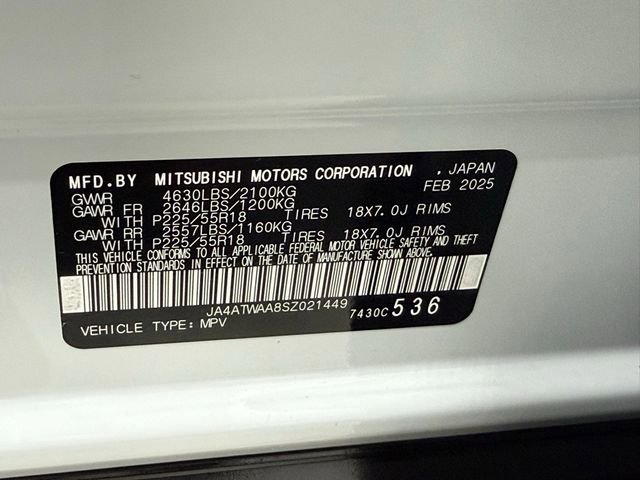 MFD.BY MITSUBISHI MOTORS CORPORATION , JAPAN
GVWR 4630LBS/2100KG FEB 2025
GAWR FR 2646LBS/1200KG
WITH P225/55R18 TIRES 18X7.0J RIMS
GAWR RR 2557LBS/1160KG
WITH P225/55R18 TIRES 18X7.0J RIMS
THIS VEHICLE CONFORMS TO ALL APPLICABLE FEDERAL MOTOR VEHICLE SAFETY AND THEFT
PREVENTION STANDARDS IN EFFECT ON THE DATE OF MANUFACTURE SHOWN ABOVE.
JA4ATWAA8SZ021449 7430C 536
VEHICLE TYPE:MPV